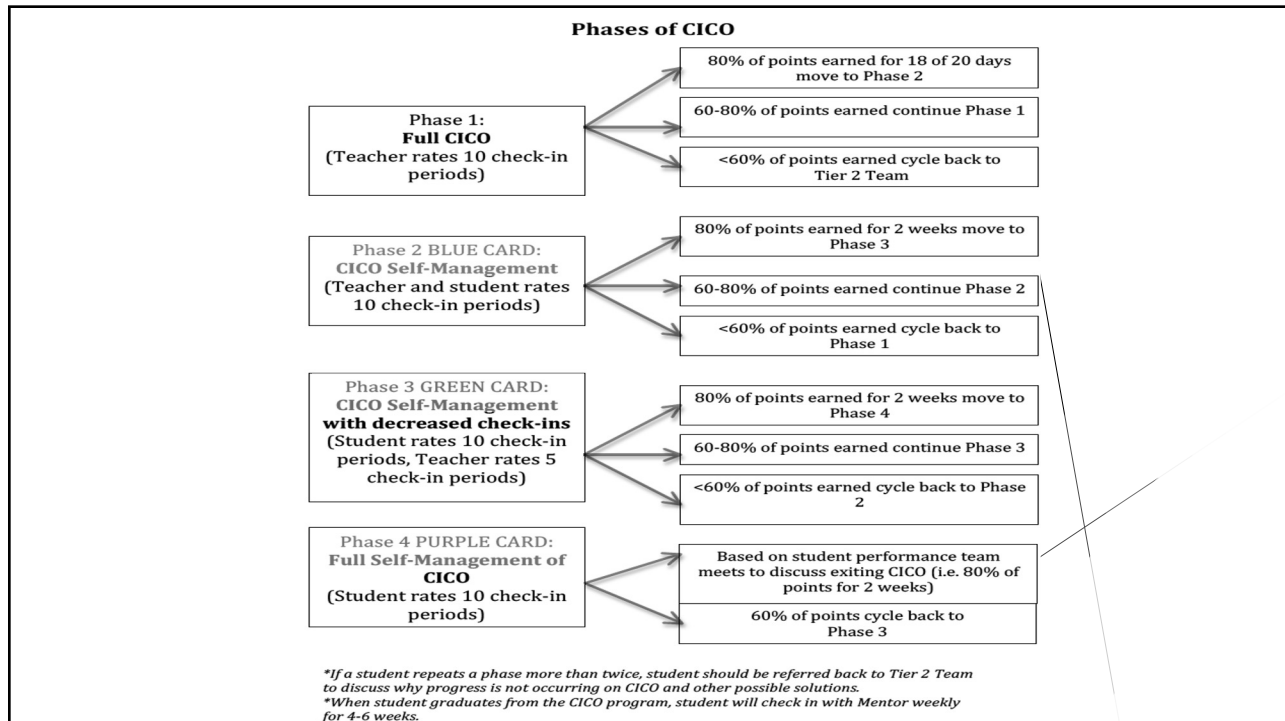 Phases of CICO
Phase 1:
Full CICO
(Teacher rates 10 check-in
periods)
80% of points earned for 18 of 20 days
move to Phase 2
60-80% of points earned continue Phase 1
<60% of points earned cycle back to
Tier 2 Team
Phase 2 BLUE CARD:
CICO Self-Management
(Teacher and student rates
10 check-in periods)
80% of points earned for 2 weeks move to
Phase 3
60-80% of points earned continue Phase 2
<60% of points earned cycle back to
Phase 1
Phase 3 GREEN CARD:
CICO Self-Management
with decreased check-ins
(Student rates 10 check-in
periods, Teacher rates 5
check-in periods)
80% of points earned for 2 weeks move to
Phase 4
60-80% of points earned continue Phase 3
<60% of points earned cycle back to Phase
2
Phase 4 PURPLE CARD:
Full Self-Management of
CICO
(Student rates 10 check-in
periods)
Based on student performance team
meets to discuss exiting CICO (i.e. 80% of
points for 2 weeks)
60% of points cycle back to
Phase 3
*If a student repeats a phase more than twice, student should be referred back to Tier 2 Team
to discuss why progress is not occurring on CICO and other possible solutions.
*When student graduates from the CICO program, student will check in with Mentor weekly
for 4-6 weeks.